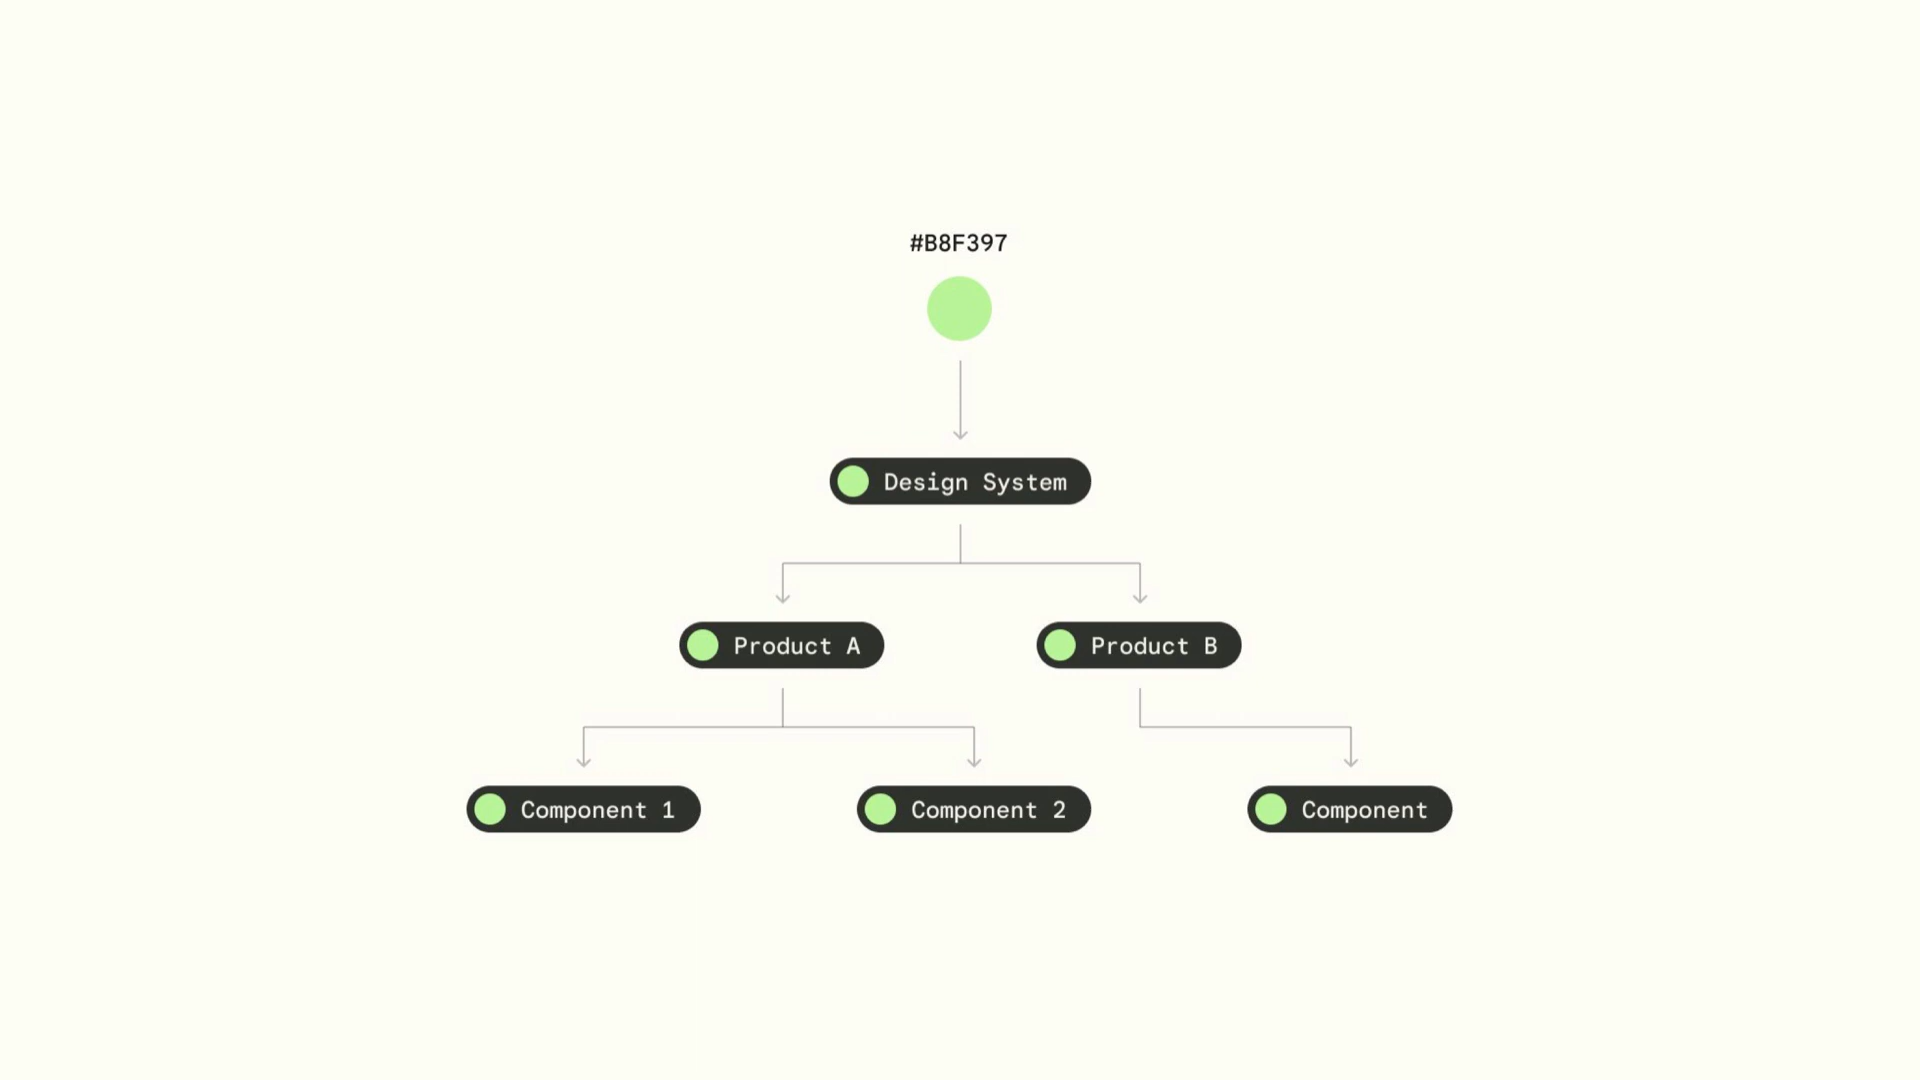 #B8F397
Design System
Product A
Product B
Component 1
Component 2
Component